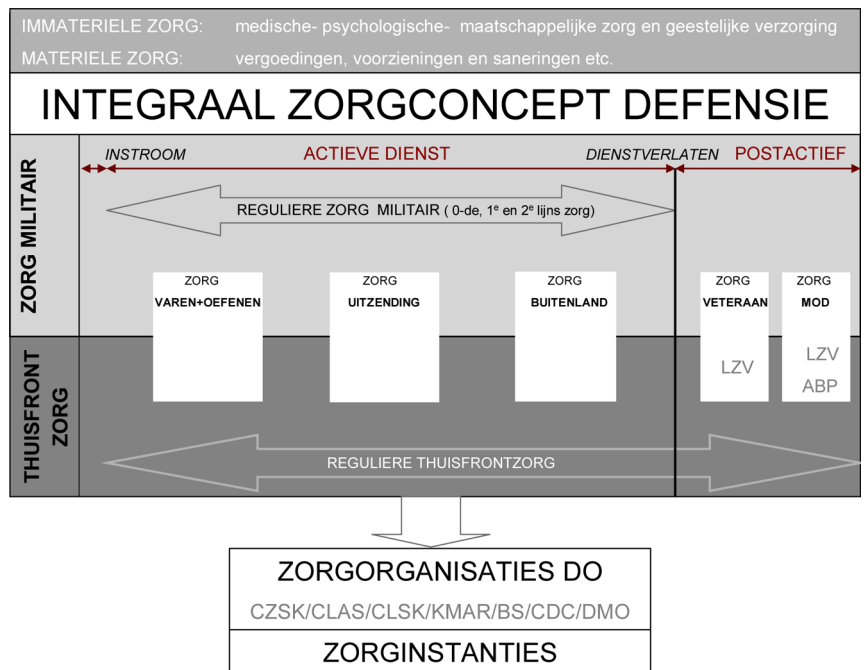 IMMATERIELE ZORG: medische- psychologische- maatschappelijke zorg en geestelijke verzorging
MATERIELE ZORG: vergoedingen, voorzieningen en saneringen etc.
INTEGRAAL ZORGCONCEPT DEFENSIE
ZORG MILITAIR
INSTROOM ACTIEVE DIENST DIENSTVERLATEN POSTACTIEF
REGULIERE ZORG MILITAIR ( 0-de, 1e en 2e lijns zorg)
ZORG
VAREN+OEFENEN
ZORG
UITZENDING
ZORG
BUITENLAND
ZORG
VETERAAN
LZV
ZORG
MOD
LZV
ABP
THUISFRONT
ZORG
REGULIERE THUISFRONTZORG
ZORGORGANISATIES DO
CZSK/CLAS/CLSK/KMAR/BS/CDC/DMO
ZORGINSTANTIES